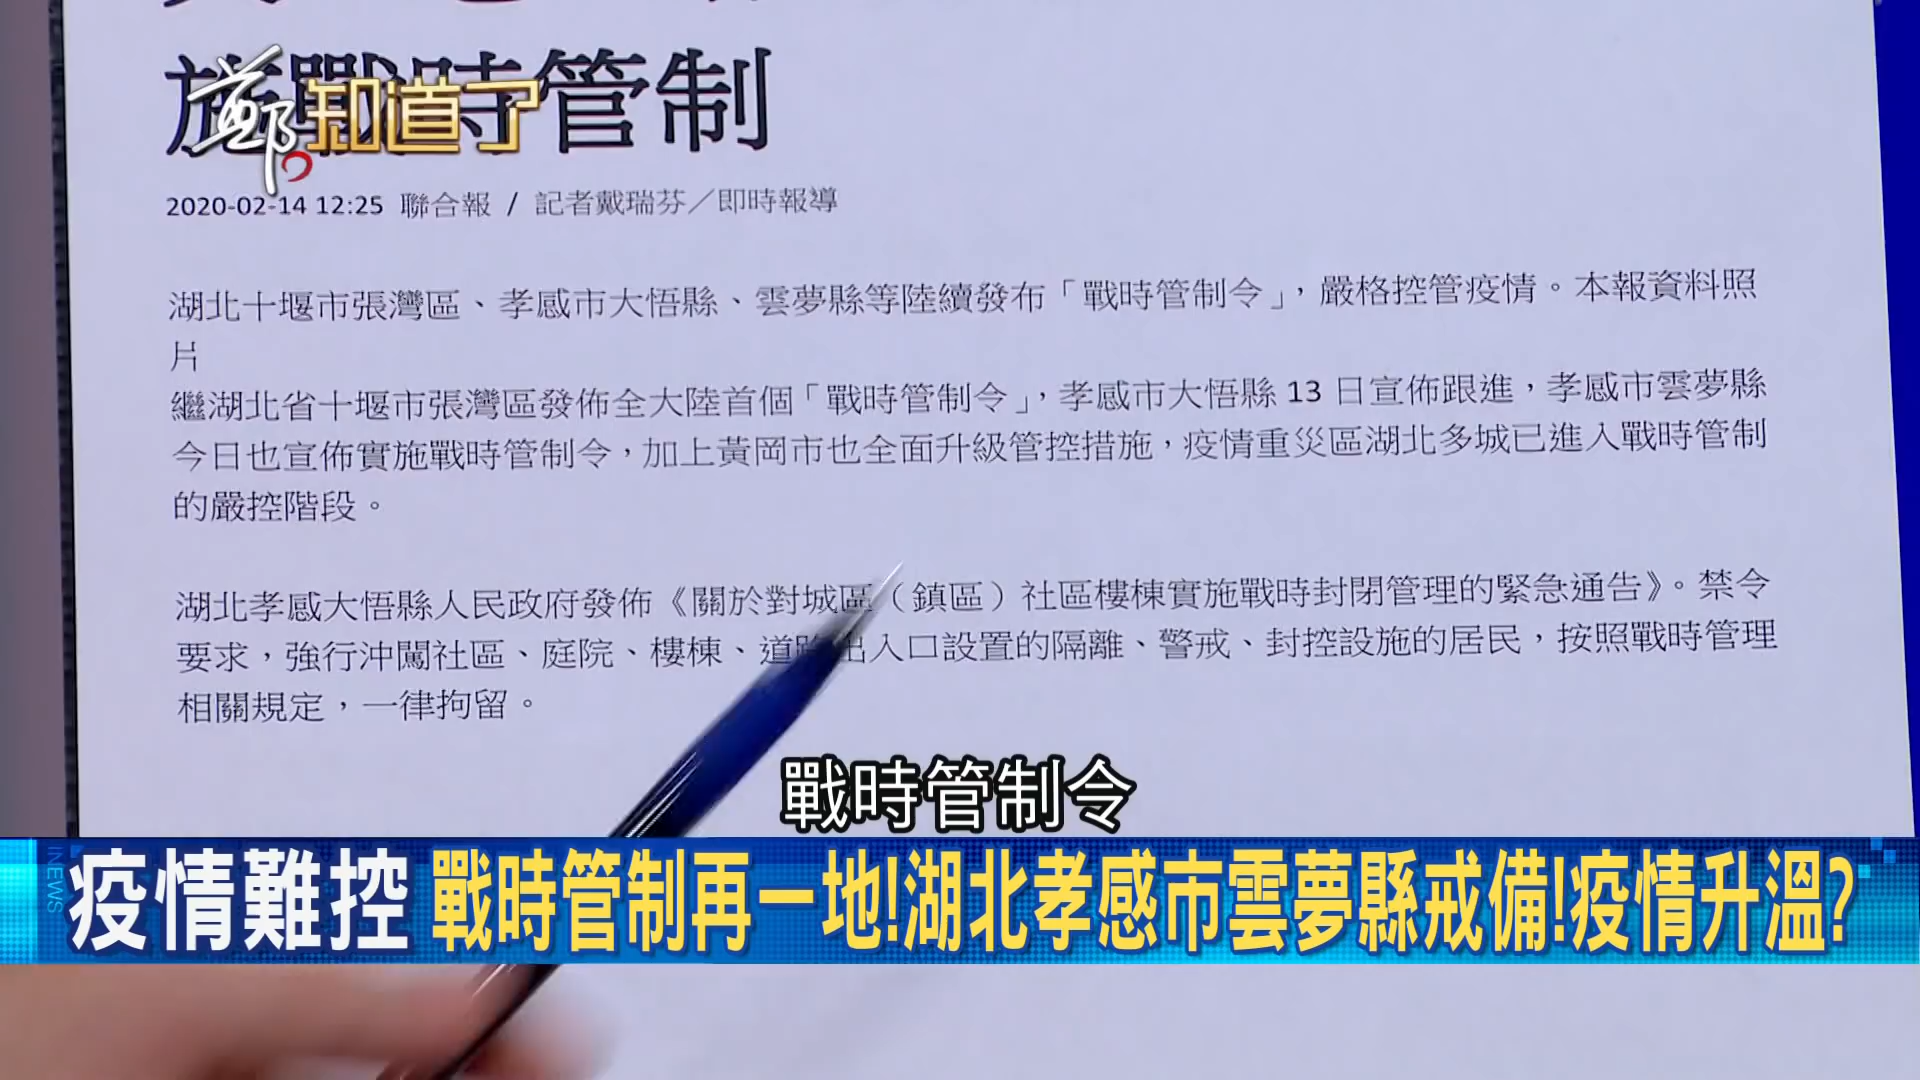 施戰時管制
鄭知道了
2020-02-14 12:25 聯合報 / 記者戴瑞芬／即時報導
湖北十堰市張灣區、孝感市大悟縣、雲夢縣等陸續發布「戰時管制令」，嚴格控管疫情。本報資料照
片
繼湖北省十堰市張灣區發佈全大陸首個「戰時管制令」，孝感市大悟縣 13 日宣佈跟進，孝感市雲夢縣
今日也宣佈實施戰時管制令，加上黃岡市也全面升級管控措施，疫情重災區湖北多城已進入戰時管制
的嚴控階段。
湖北孝感大悟縣人民政府發佈《關於對城區（鎮區）社區樓棟實施戰時封閉管理的緊急通告》。禁令
要求，強行沖闖社區、庭院、樓棟、道路出入口設置的隔離、警戒、封控設施的居民，按照戰時管理
相關規定，一律拘留。
戰時管制令
INEWS
疫情難控 戰時管制再一地!湖北孝感市雲夢縣戒備!疫情升溫?